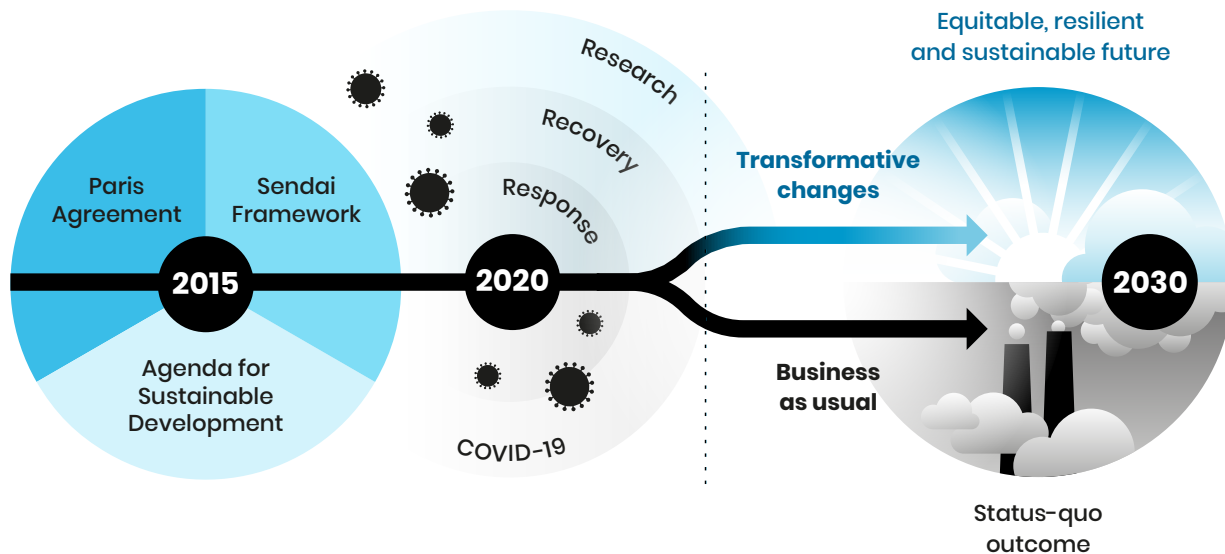 Paris
Agreement
Sendai
Framework
2015
Agenda for
Sustainable
Development
Research
Recovery
Response
2020
COVID-19
Transformative
changes
Business
as usual
Equitable, resilient
and sustainable future
2030
Status-quo
outcome